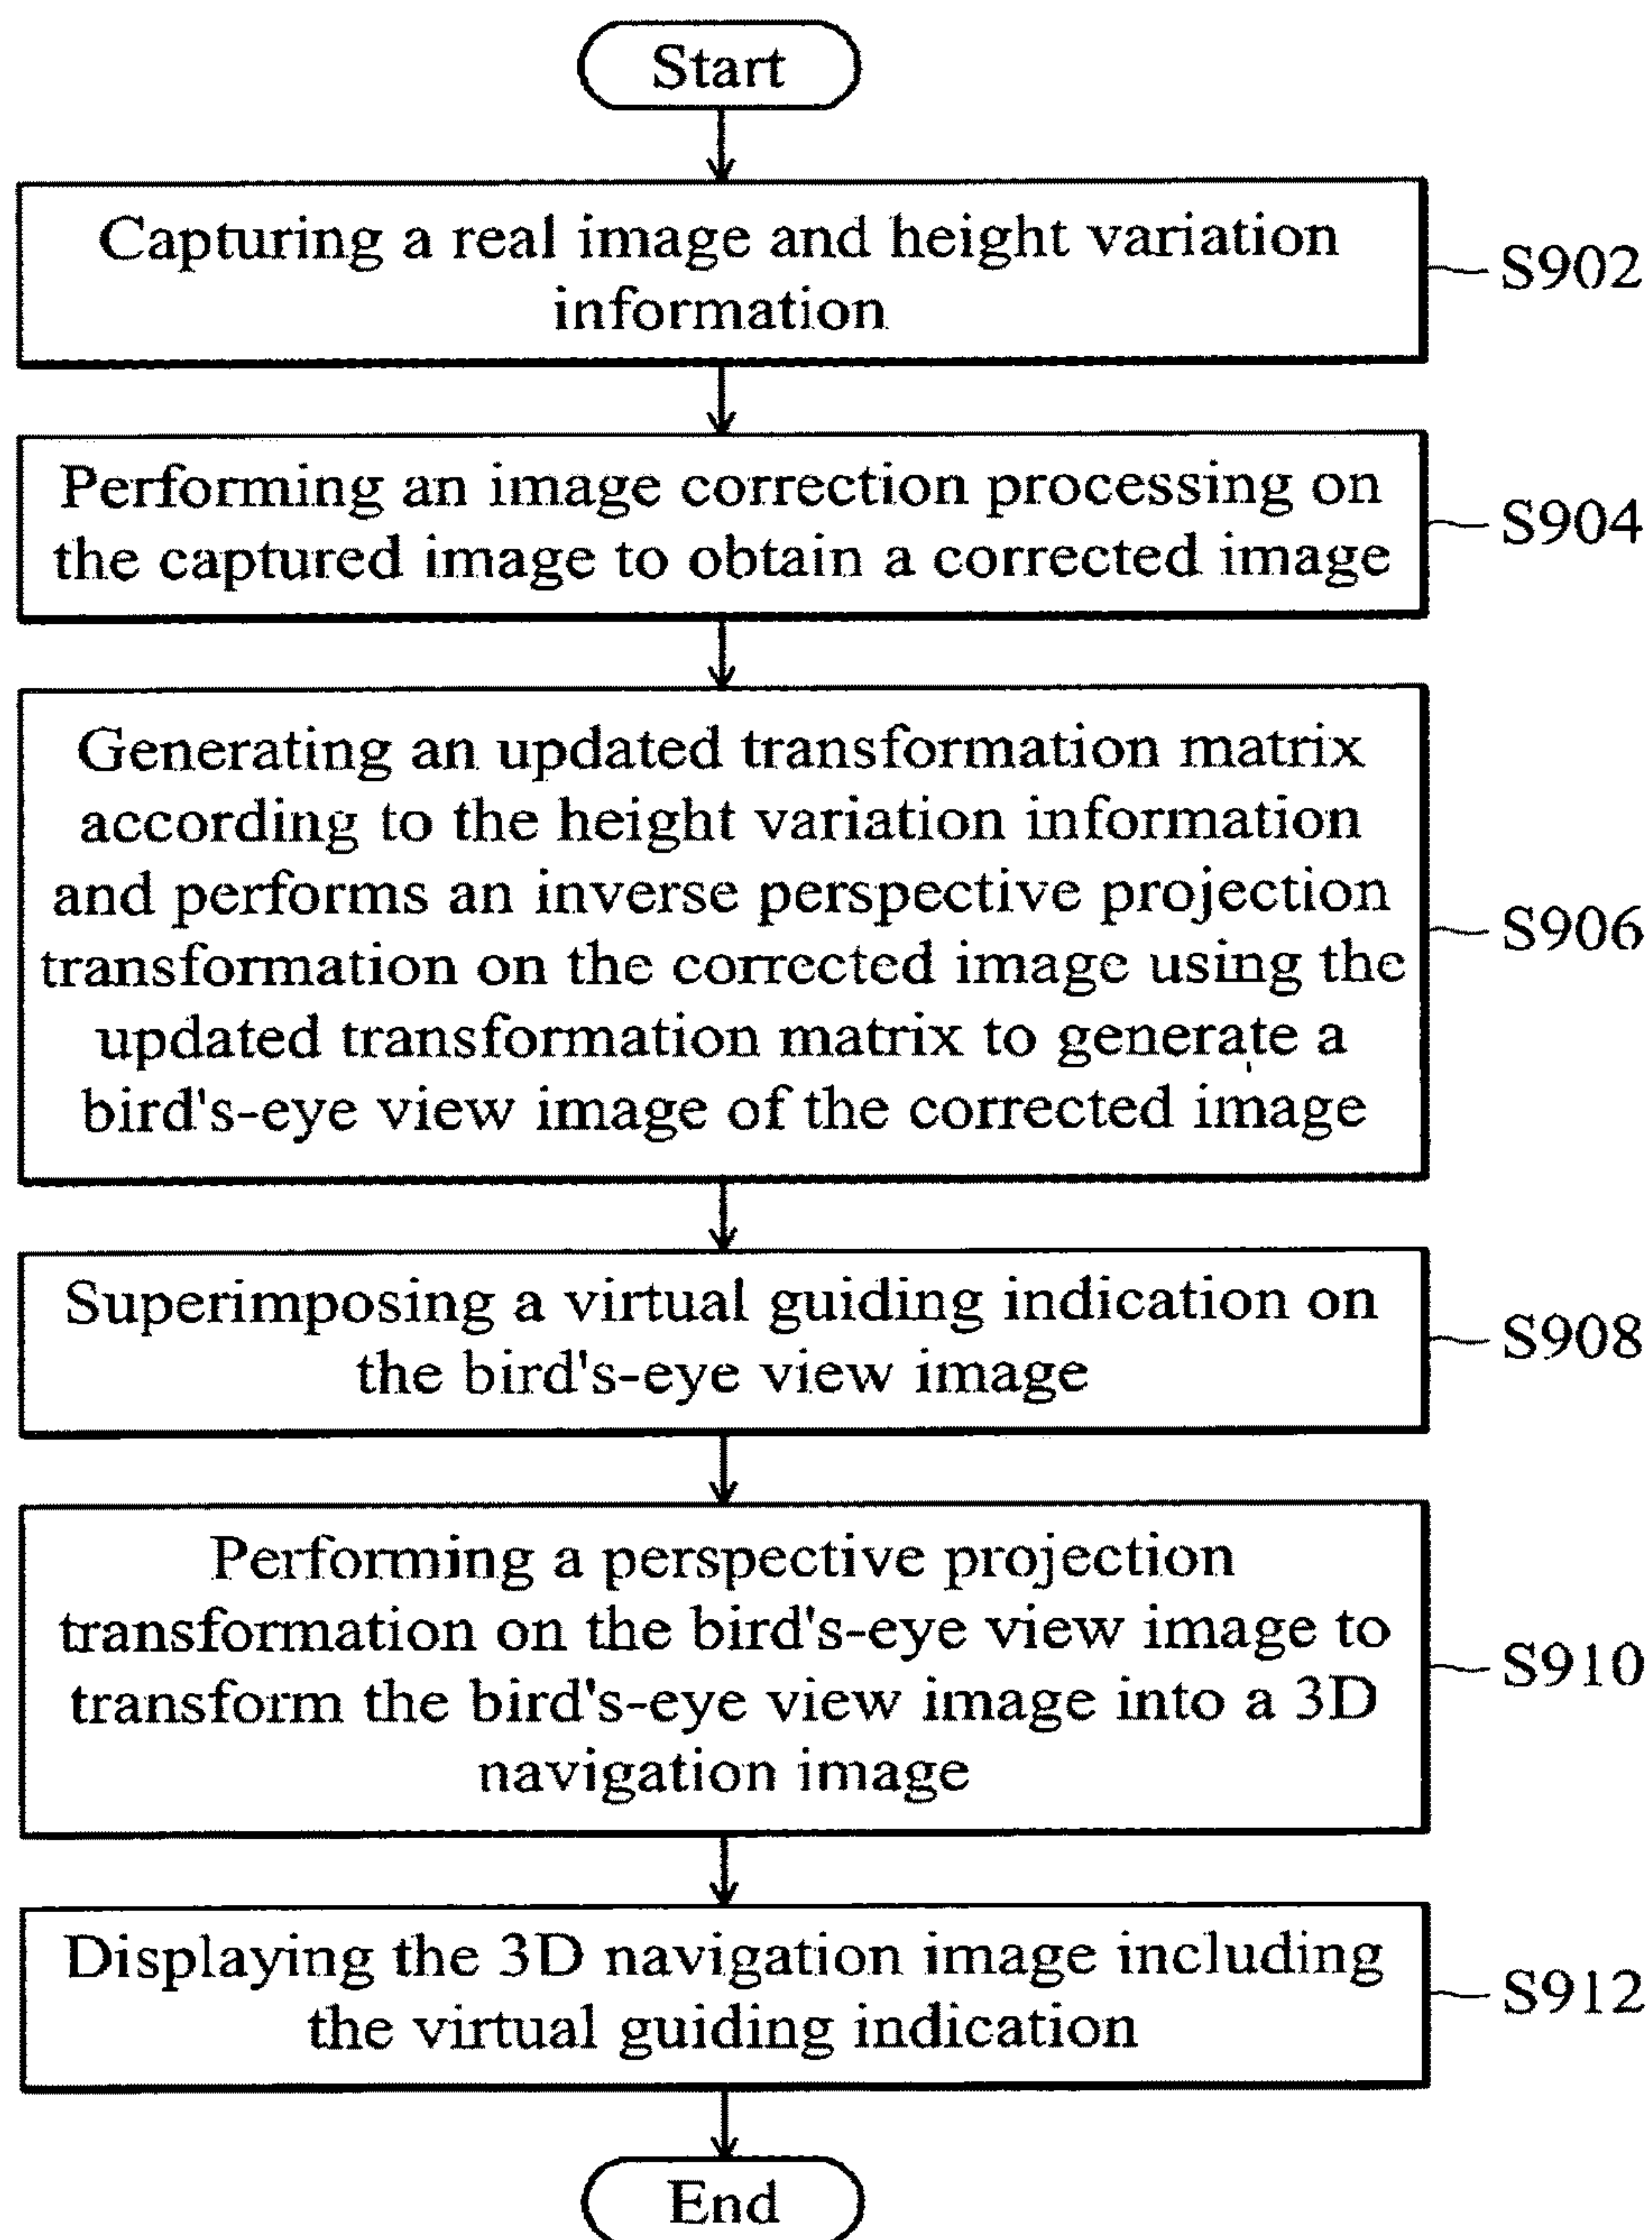 Start
Capturing a real image and height variation
information
S902
Performing an image correction processing on
the captured image to obtain a corrected image
S904
Generating an updated transformation matrix
according to the height variation information
and performs an inverse perspective projection
transformation on the corrected image using the
updated transformation matrix to generate a
bird's-eye view image of the corrected image
S906
Superimposing a virtual guiding indication on
the bird's-eye view image
S908
Performing a perspective projection
transformation on the bird's-eye view image to
transform the bird's-eye view image into a 3D
navigation image
S910
Displaying the 3D navigation image including
the virtual guiding indication
S912
End